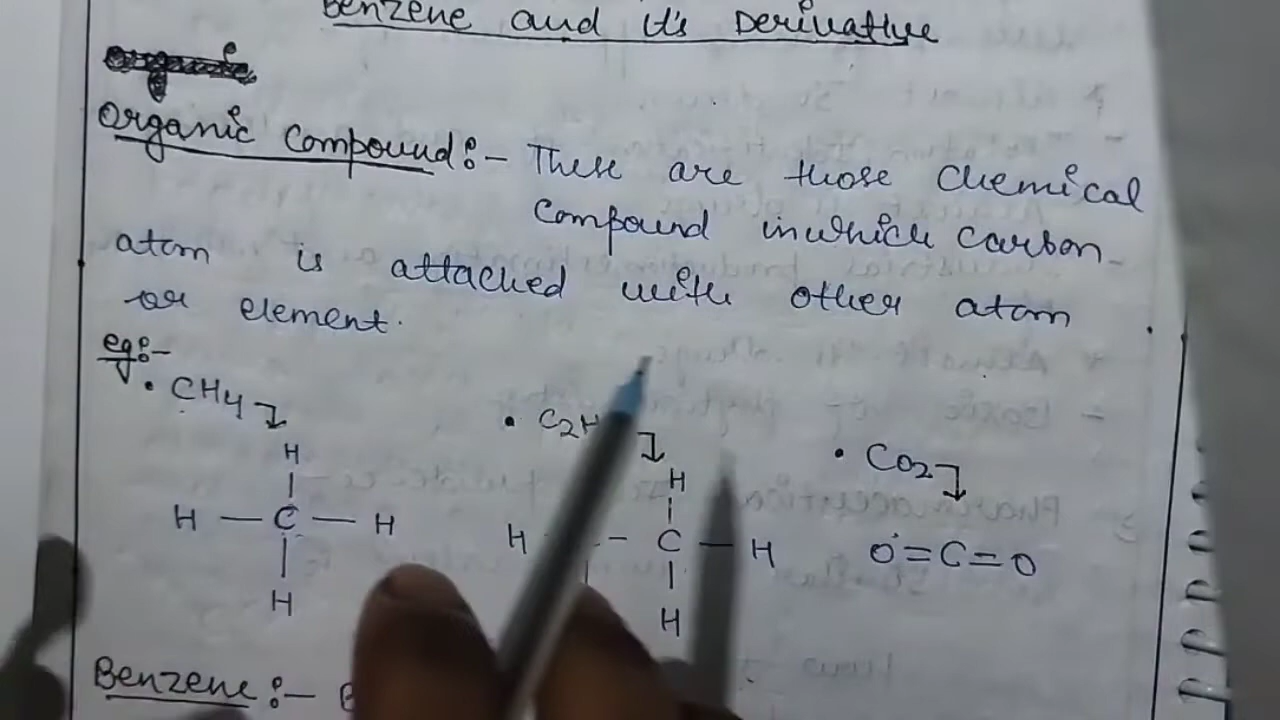 Benzene and it's Derivative
Organic Compound :- These are those chemical
Compound in which carbon
atom is attached with other atom
or element.
eg:-
• CH4
• C2H
• CO2
H
H – C – H
H
H
H – C – H
H
O=C=O
Benzene :-